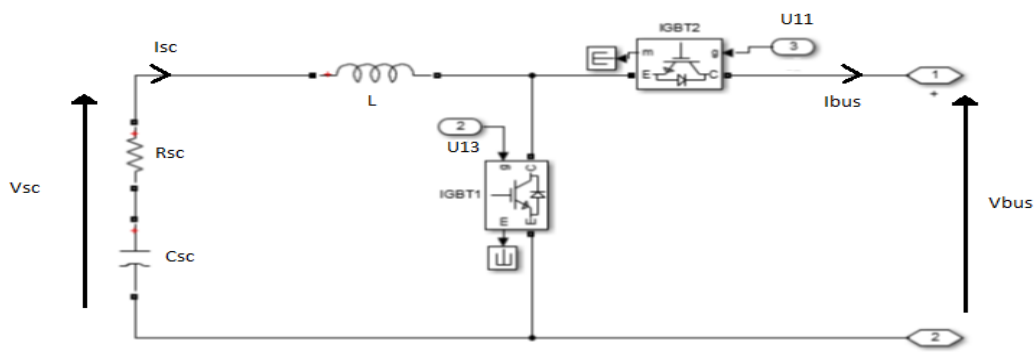 U11
IGBT2
Isc
m
g
3
E
C
1
+
L
Ibus
2
U13
Rsc
g
C
Vsc
IGBT1
Vbus
E
E
Csc
2